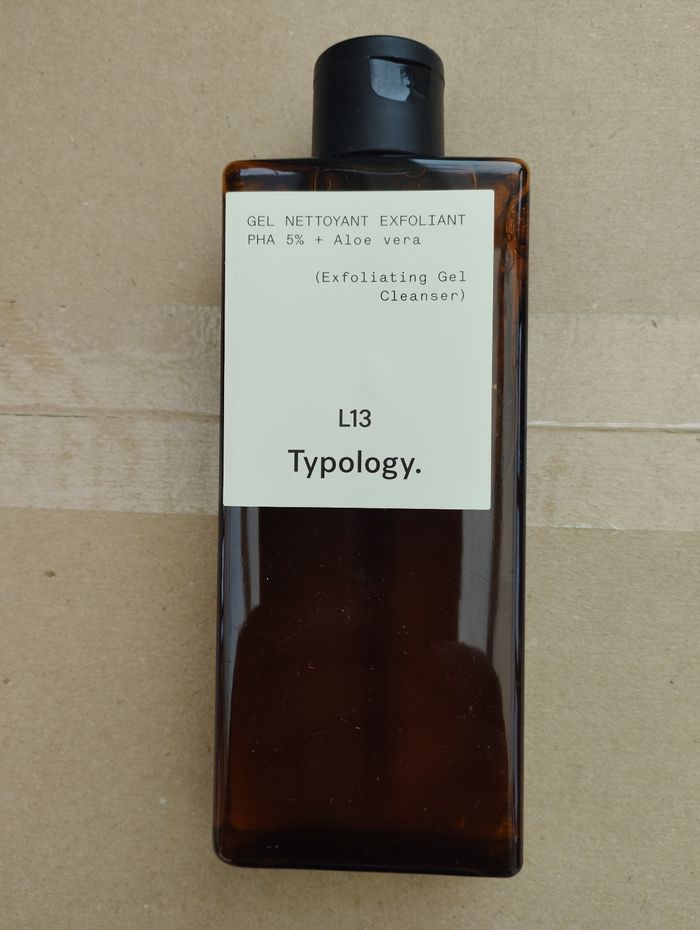 GEL NETTOYANT EXFOLIANT
PHA 5% + Aloe vera
(Exfoliating Gel
Cleanser)
L13
Typology.